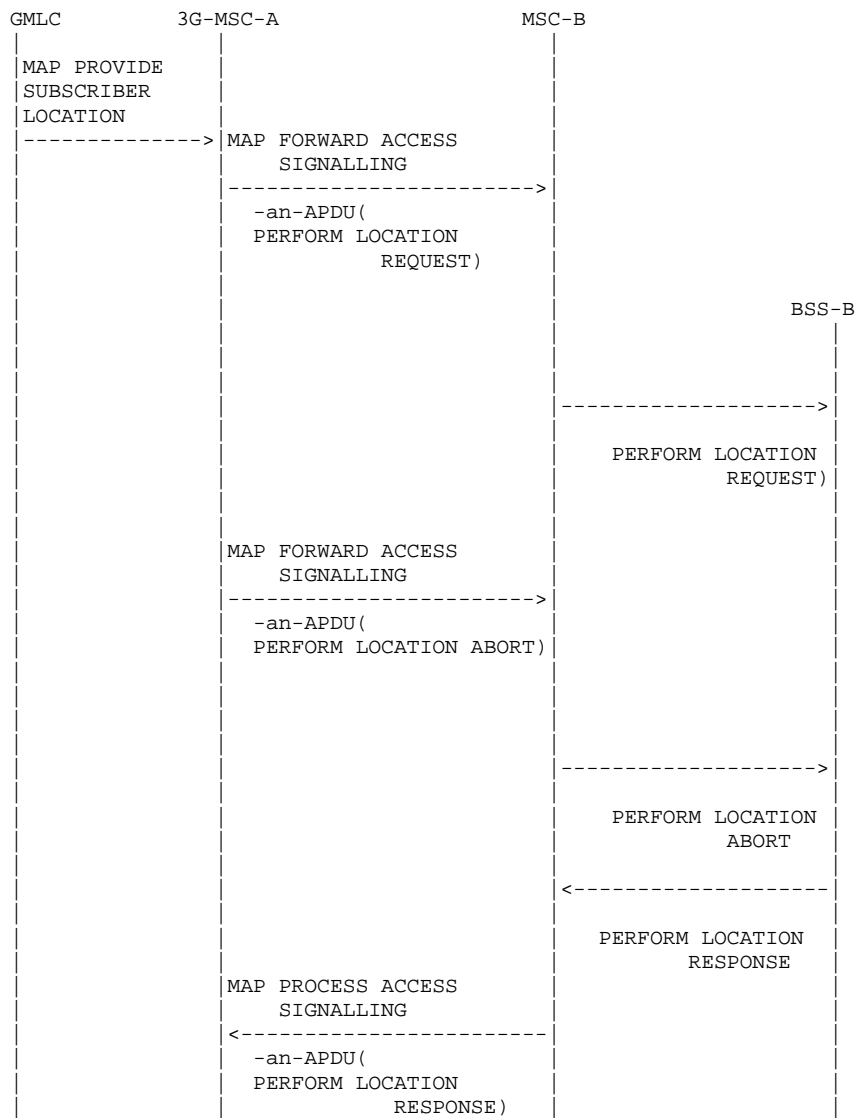 GMLC 3G-MSC-A MSC-B
MAP PROVIDE
SUBSCRIBER
LOCATION
MAP FORWARD ACCESS
SIGNALLING
-an-APDU(
PERFORM LOCATION
REQUEST)
BSS-B
PERFORM LOCATION
REQUEST)
MAP FORWARD ACCESS
SIGNALLING
-an-APDU(
PERFORM LOCATION ABORT)
PERFORM LOCATION
ABORT
PERFORM LOCATION
RESPONSE
MAP PROCESS ACCESS
SIGNALLING
-an-APDU(
PERFORM LOCATION
RESPONSE)